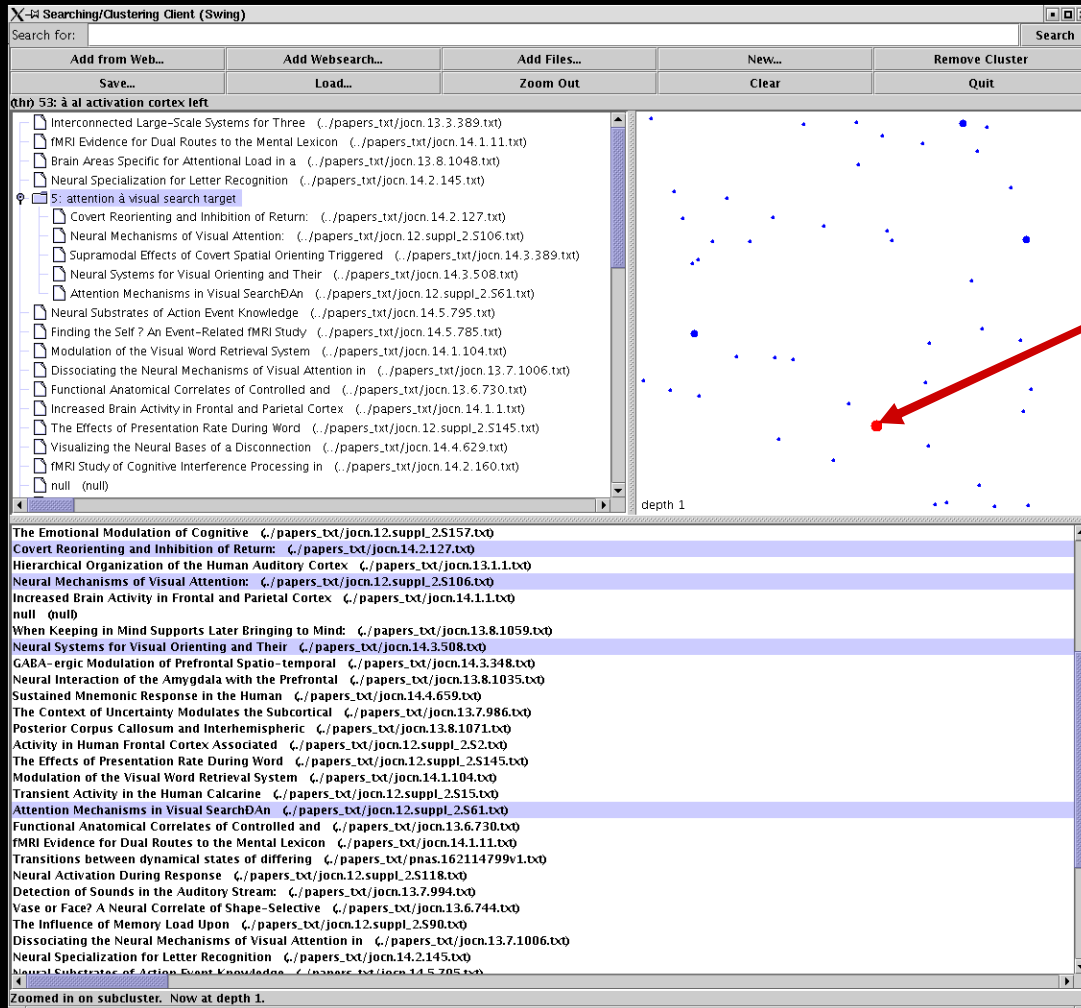 Searching/Clustering Client (Swing)
Search for: Search
Add from Web... Add Websearch... Add Files... New... Remove Cluster
Save... Load... Zoom Out Clear Quit
(thr) 53: à al activation cortex left
Interconnected Large-Scale Systems for Three (../papers_txt/jocn.13.3.389.txt)
fMRI Evidence for Dual Routes to the Mental Lexicon (../papers_txt/jocn.14.1.11.txt)
Brain Areas Specific for Attentional Load in a (../papers_txt/jocn.13.8.1048.txt)
Neural Specialization for Letter Recognition (../papers_txt/jocn.14.2.145.txt)
5: attention à visual search target
Covert Reorienting and Inhibition of Return: (../papers_txt/jocn.14.2.127.txt)
Neural Mechanisms of Visual Attention: (../papers_txt/jocn.12.suppl_2.S106.txt)
Supramodal Effects of Covert Spatial Orienting Triggered (../papers_txt/jocn.14.3.389.txt)
Neural Systems for Visual Orienting and Their (../papers_txt/jocn.14.3.508.txt)
Attention Mechanisms in Visual SearchÐAn (../papers_txt/jocn.12.suppl_2.S61.txt)
Neural Substrates of Action Event Knowledge (../papers_txt/jocn.14.5.795.txt)
Finding the Self ? An Event-Related fMRI Study (../papers_txt/jocn.14.5.785.txt)
Modulation of the Visual Word Retrieval System (../papers_txt/jocn.14.1.104.txt)
Dissociating the Neural Mechanisms of Visual Attention in (../papers_txt/jocn.13.7.1006.txt)
Functional Anatomical Correlates of Controlled and (../papers_txt/jocn.13.6.730.txt)
Increased Brain Activity in Frontal and Parietal Cortex (../papers_txt/jocn.14.1.1.txt)
The Effects of Presentation Rate During Word (../papers_txt/jocn.12.suppl_2.S145.txt)
Visualizing the Neural Bases of a Disconnection (../papers_txt/jocn.14.4.629.txt)
fMRI Study of Cognitive Interference Processing in (../papers_txt/jocn.14.2.160.txt)
null (null)
depth 1
The Emotional Modulation of Cognitive (../papers_txt/jocn.12.suppl_2.S157.txt)
Covert Reorienting and Inhibition of Return: (../papers_txt/jocn.14.2.127.txt)
Hierarchical Organization of the Human Auditory Cortex (../papers_txt/jocn.13.1.1.txt)
Neural Mechanisms of Visual Attention: (../papers_txt/jocn.12.suppl_2.S106.txt)
Increased Brain Activity in Frontal and Parietal Cortex (../papers_txt/jocn.14.1.1.txt)
null (null)
When Keeping in Mind Supports Later Bringing to Mind: (../papers_txt/jocn.13.8.1059.txt)
Neural Systems for Visual Orienting and Their (../papers_txt/jocn.14.3.508.txt)
GABA-ergic Modulation of Prefrontal Spatio-temporal (../papers_txt/jocn.14.3.348.txt)
Neural Interaction of the Amygdala with the Prefrontal (../papers_txt/jocn.13.8.1035.txt)
Sustained Mnemonic Response in the Human (../papers_txt/jocn.14.4.659.txt)
The Context of Uncertainty Modulates the Subcortical (../papers_txt/jocn.13.7.986.txt)
Posterior Corpus Callosum and Interhemispheric (../papers_txt/jocn.13.8.1071.txt)
Activity in Human Frontal Cortex Associated (../papers_txt/jocn.12.suppl_2.S2.txt)
The Effects of Presentation Rate During Word (../papers_txt/jocn.12.suppl_2.S145.txt)
Modulation of the Visual Word Retrieval System (../papers_txt/jocn.14.1.104.txt)
Transient Activity in the Human Calcarine (../papers_txt/jocn.12.suppl_2.S15.txt)
Attention Mechanisms in Visual SearchÐAn (../papers_txt/jocn.12.suppl_2.S61.txt)
Functional Anatomical Correlates of Controlled and (../papers_txt/jocn.13.6.730.txt)
fMRI Evidence for Dual Routes to the Mental Lexicon (../papers_txt/jocn.14.1.11.txt)
Transitions between dynamical states of differing (../papers_txt/pnas.162114799v1.txt)
Neural Activation During Response (../papers_txt/jocn.12.suppl_2.S118.txt)
Detection of Sounds in the Auditory Stream: (../papers_txt/jocn.13.7.994.txt)
Vase or Face? A Neural Correlate of Shape-Selective (../papers_txt/jocn.13.6.744.txt)
The Influence of Memory Load Upon (../papers_txt/jocn.12.suppl_2.S90.txt)
Dissociating the Neural Mechanisms of Visual Attention in (../papers_txt/jocn.13.7.1006.txt)
Neural Specialization for Letter Recognition (../papers_txt/jocn.14.2.145.txt)
Neural Substrates of Action Event Knowledge (../papers_txt/jocn.14.5.795.txt)
Zoomed in on subcluster. Now at depth 1.